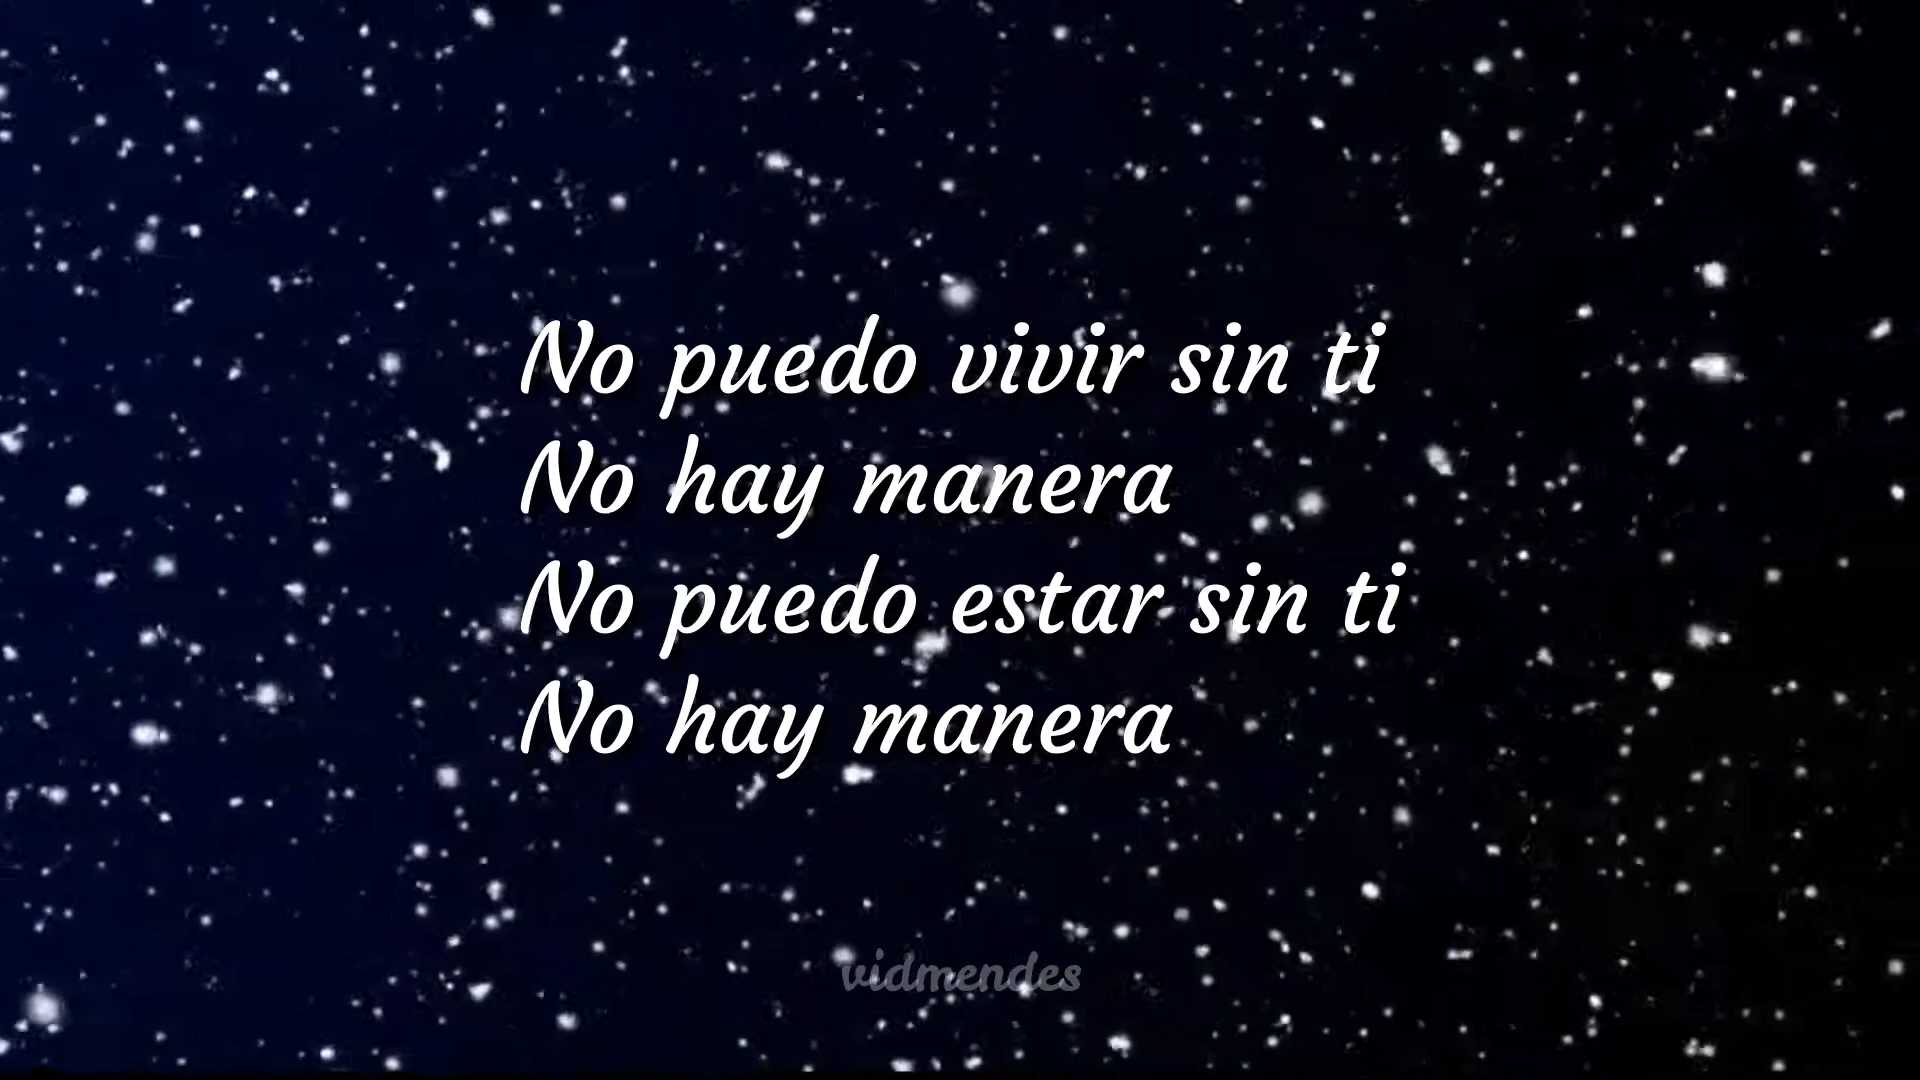 No puedo vivir sin ti
No hay manera
No puedo estar sin ti
No hay manera
vidmendes